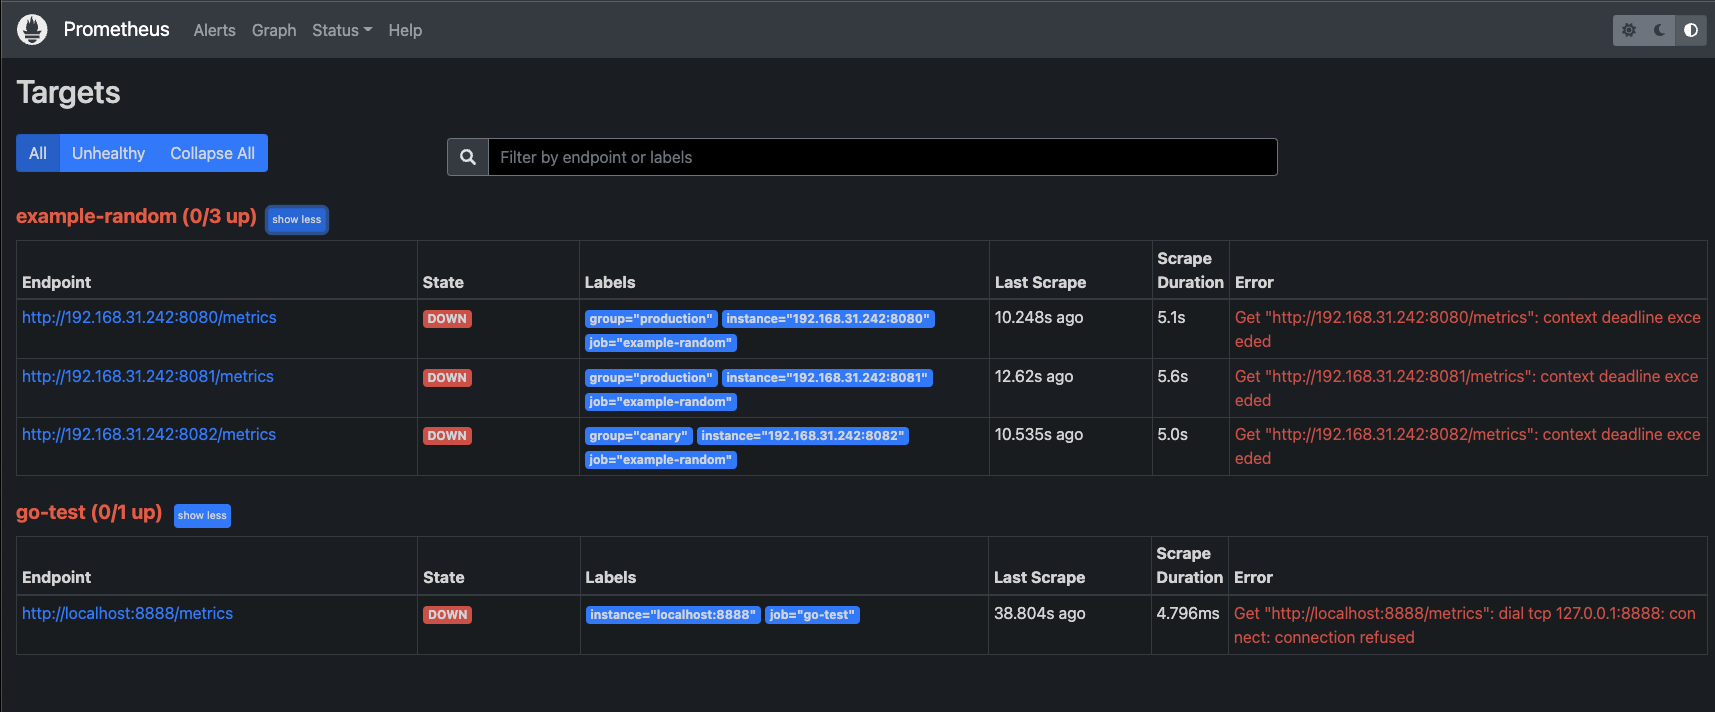 Prometheus Alerts Graph Status Help
Targets
All Unhealthy Collapse All
Filter by endpoint or labels
example-random (0/3 up) show less
Endpoint State Labels Last Scrape Scrape Duration Error
http://192.168.31.242:8080/metrics DOWN group="production" instance="192.168.31.242:8080" 10.248s ago 5.1s Get "http://192.168.31.242:8080/metrics": context deadline exce
job="example-random" eded
http://192.168.31.242:8081/metrics DOWN group="production" instance="192.168.31.242:8081" 12.62s ago 5.6s Get "http://192.168.31.242:8081/metrics": context deadline exce
job="example-random" eded
http://192.168.31.242:8082/metrics DOWN group="canary" instance="192.168.31.242:8082" 10.535s ago 5.0s Get "http://192.168.31.242:8082/metrics": context deadline exce
job="example-random" eded
go-test (0/1 up) show less
Endpoint State Labels Last Scrape Scrape Duration Error
http://localhost:8888/metrics DOWN instance="localhost:8888" job="go-test" 38.804s ago 4.796ms Get "http://localhost:8888/metrics": dial tcp 127.0.0.1:8888: con
nect: connection refused